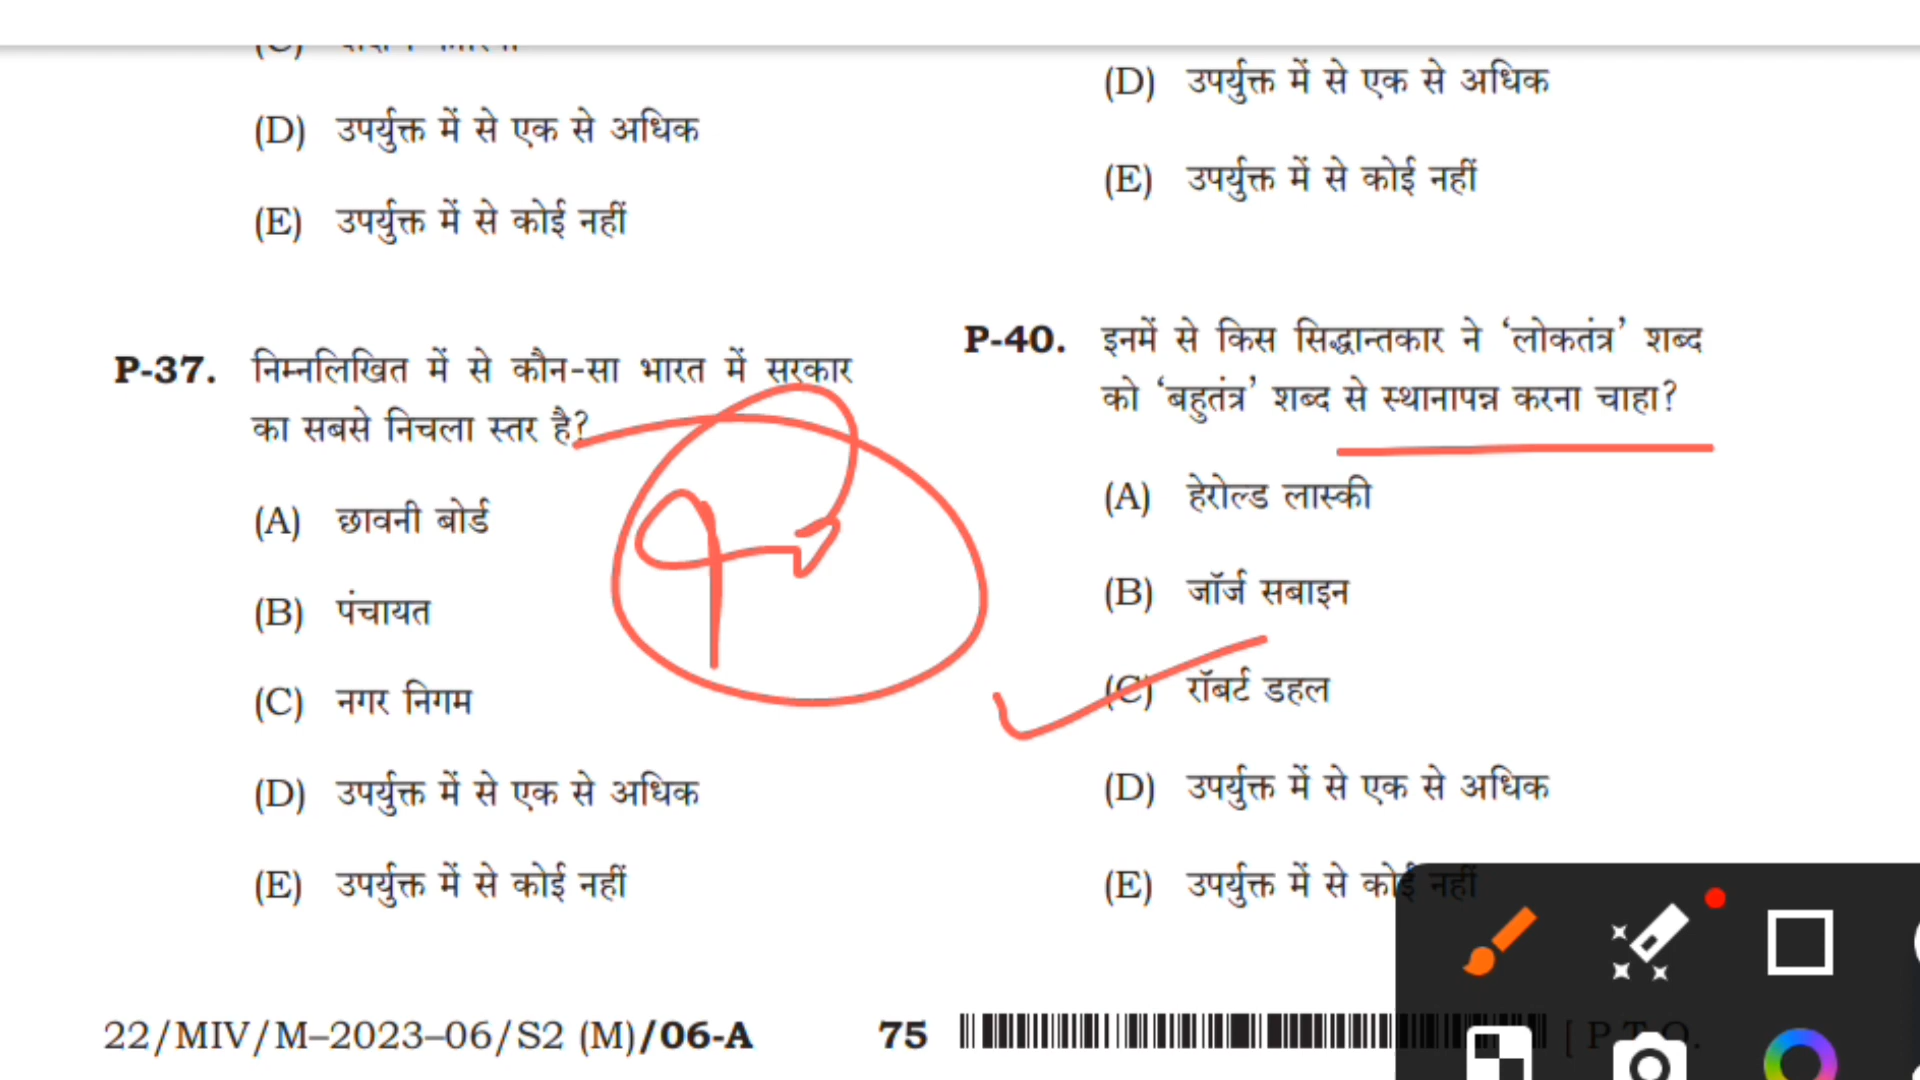 (D) उपर्युक्त में से एक से अधिक
(E) उपर्युक्त में से कोई नहीं
P-37. निम्नलिखित में से कौन-सा भारत में सरकार
का सबसे निचला स्तर है?
(A) छावनी बोर्ड
(B) पंचायत
(C) नगर निगम
(D) उपर्युक्त में से एक से अधिक
(E) उपर्युक्त में से कोई नहीं
(D) उपर्युक्त में से एक से अधिक
(E) उपर्युक्त में से कोई नहीं
P-40. इनमें से किस सिद्धान्तकार ने ‘लोकतंत्र’ शब्द
को ‘बहुतंत्र’ शब्द से स्थानापन्न करना चाहा?
(A) हेरोल्ड लास्की
(B) जॉर्ज सबाइन
(C) रॉबर्ट डहल
(D) उपर्युक्त में से एक से अधिक
(E) उपर्युक्त में से कोई नहीं
22/MIV/M–2023–06/S2 (M)/06-A 75 [ P.T.O.